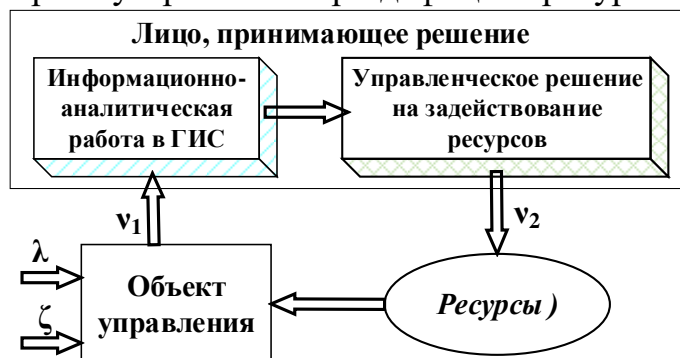 Лицо, принимающее решение
Информационно-
аналитическая
работа в ГИС
Управленческое решение
на задействование
ресурсов
ν₁
ν₂
λ
ζ
Объект
управления
Ресурсы )